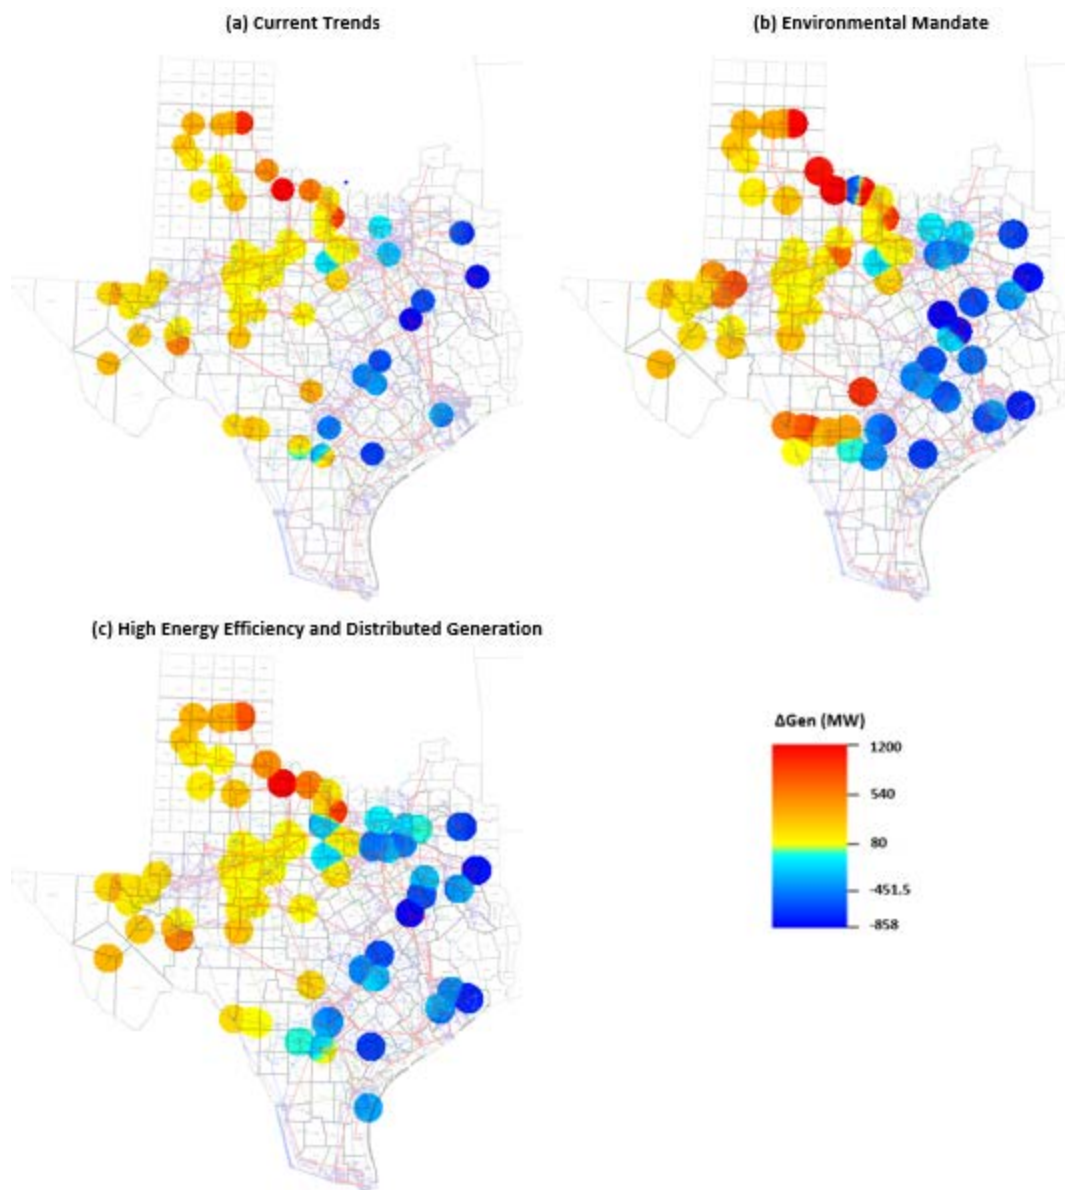 (a) Current Trends
(b) Environmental Mandate
(c) High Energy Efficiency and Distributed Generation
ΔGen (MW)
1200
540
80
-451.5
-858